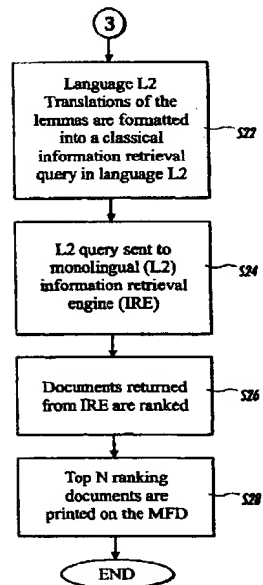 3
Language L2
Translations of the
lemmas are formatted
into a classical
information retrieval
query in language L2
S22
L2 query sent to
monolingual (L2)
information retrieval
engine (IRE)
S24
Documents returned
from IRE are ranked
S26
Top N ranking
documents are
printed on the MFD
S28
END